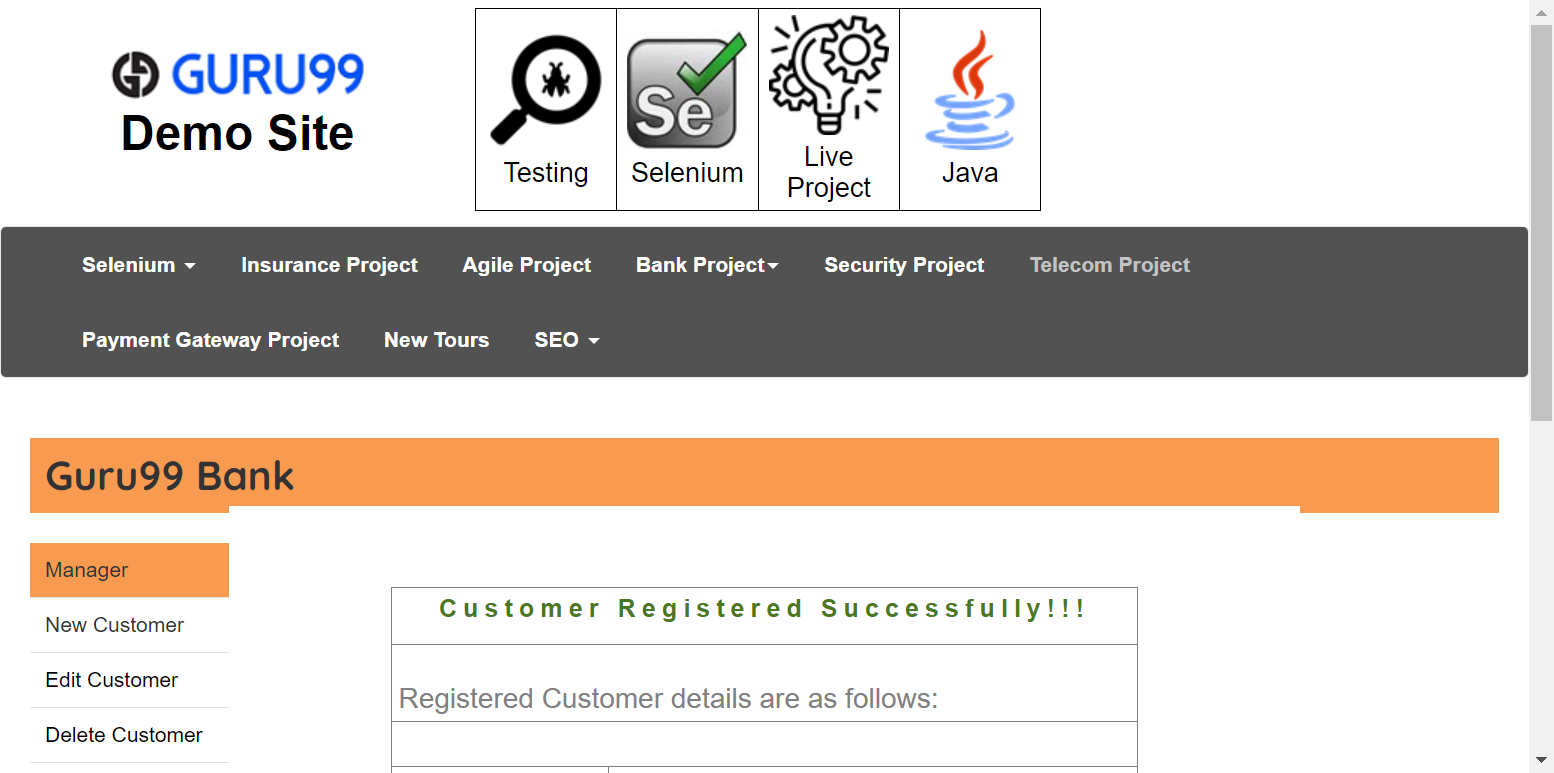 GURU99
Demo Site
Testing
Se
Selenium
Live
Project
Java
Selenium Insurance Project Agile Project Bank Project Security Project Telecom Project
Payment Gateway Project New Tours SEO
Guru99 Bank
Manager
New Customer
Edit Customer
Delete Customer
Customer Registered Successfully!!!
Registered Customer details are as follows: